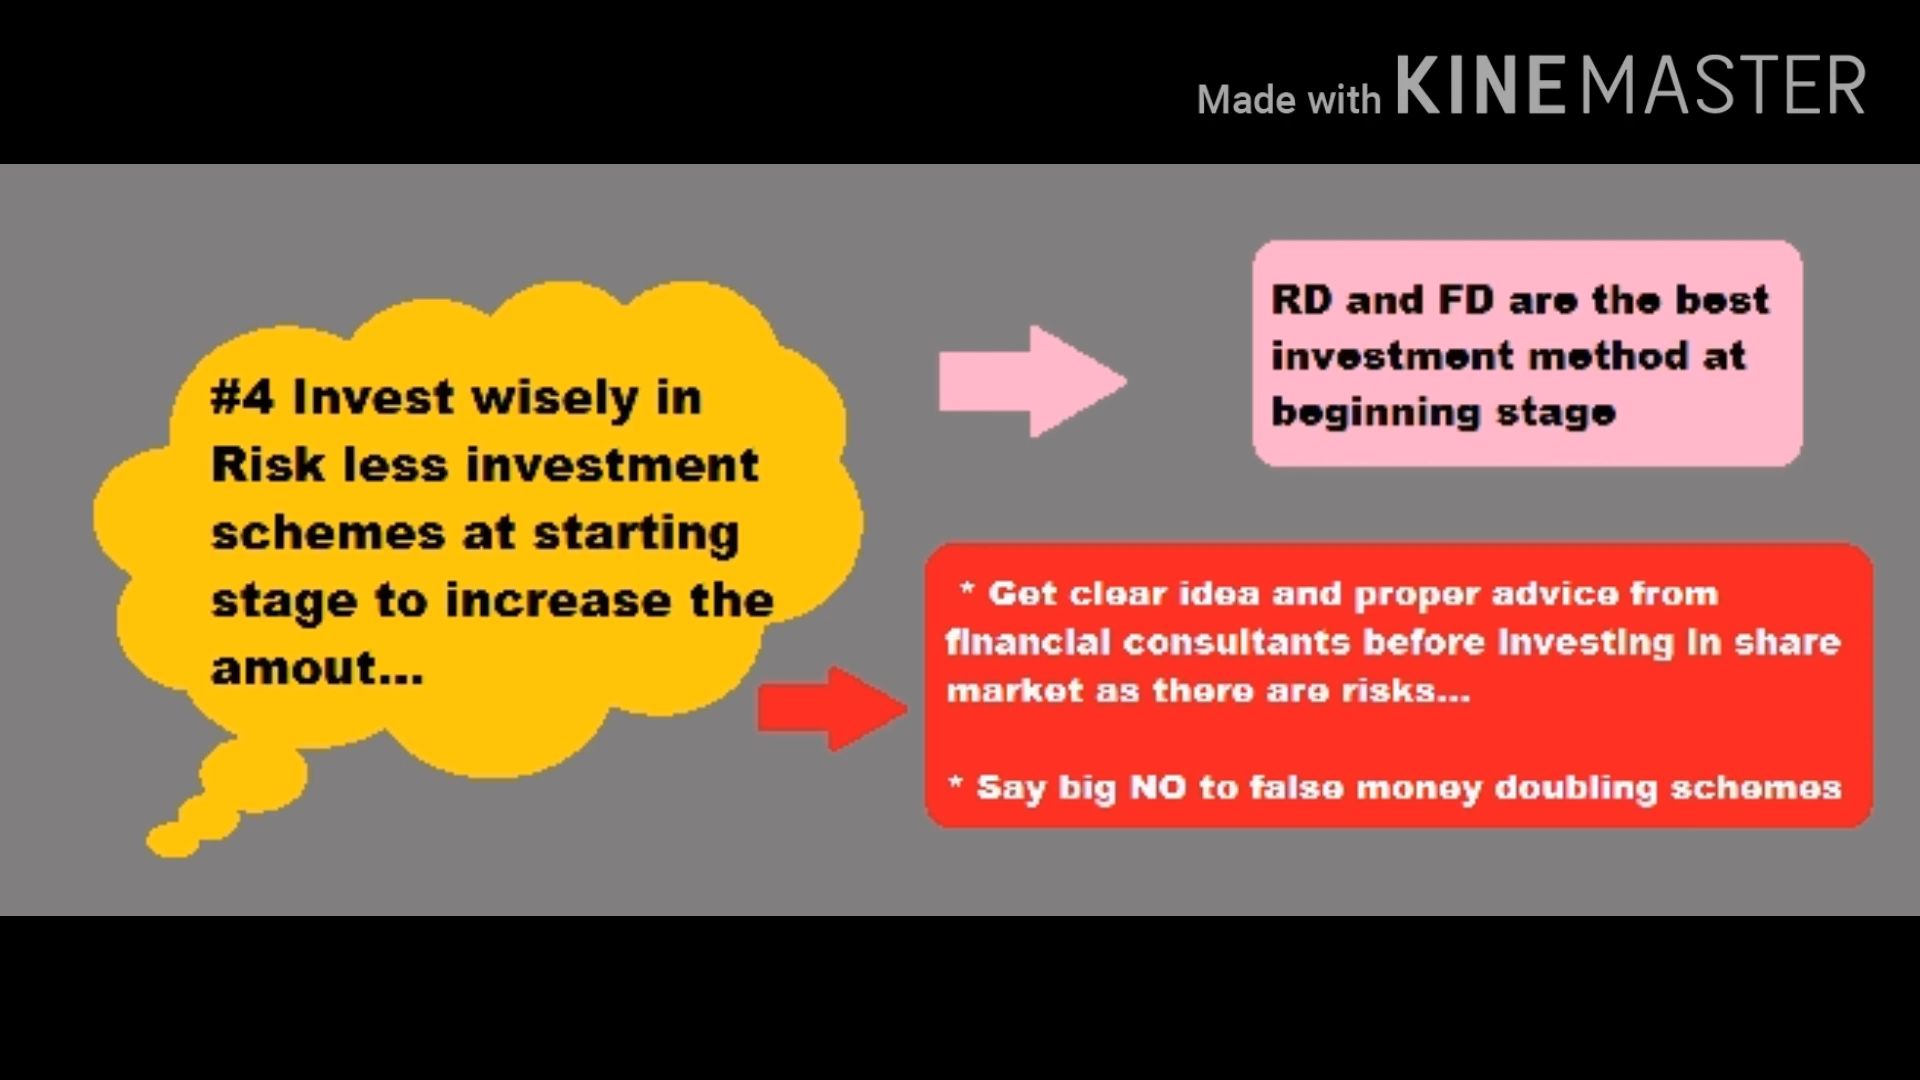 Made with KINEMASTER
#4 Invest wisely in
Risk less investment
schemes at starting
stage to increase the
amout...
RD and FD are the best
investment method at
beginning stage
* Get clear idea and proper advice from
financial consultants before investing in share
market as there are risks...
* Say big NO to false money doubling schemes